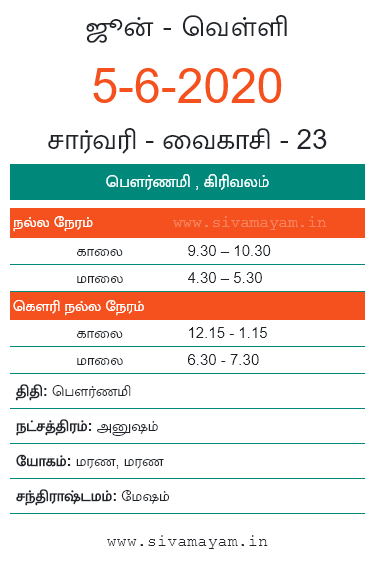 ஜூன் - வெள்ளி
5-6-2020
சார்வரி - வைகாசி - 23
பௌர்ணமி , கிரிவலம்
நல்ல நேரம் www.sivamayam.in
காலை 9.30 – 10.30
மாலை 4.30 – 5.30
கௌரி நல்ல நேரம்
காலை 12.15 - 1.15
மாலை 6.30 - 7.30
திதி: பௌர்ணமி
நட்சத்திரம்: அனுஷம்
யோகம்: மரண, மரண
சந்திராஷ்டமம்: மேஷம்
www.sivamayam.in